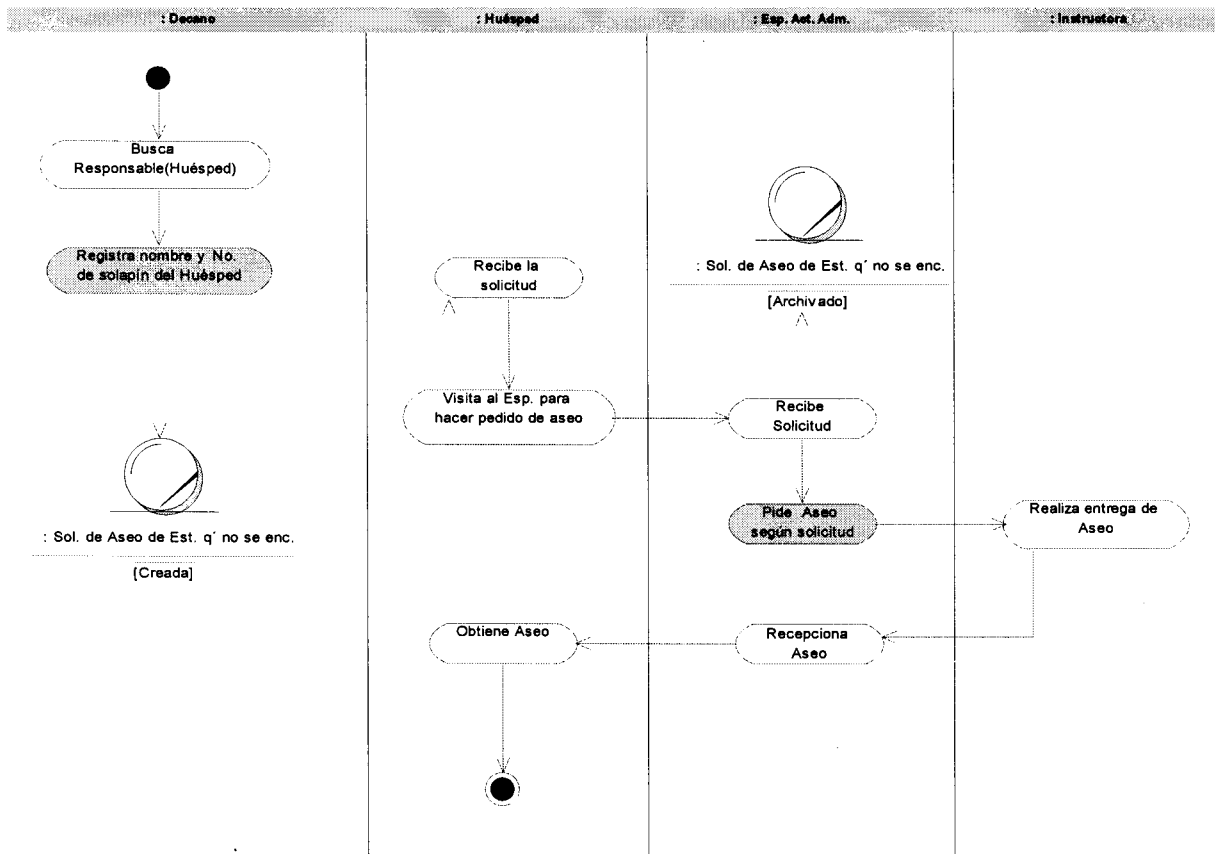 : Decano
: Huésped
: Esp. Act. Adm.
: Instructora
Busca
Responsable(Huésped)
Registra nombre y No.
de solapín del Huésped
: Sol. de Aseo de Est. q´ no se enc.
[Creada]
Recibe la
solicitud
Visita al Esp. para
hacer pedido de aseo
Obtiene Aseo
: Sol. de Aseo de Est. q´ no se enc.
[Archivado]
Recibe
Solicitud
Pide Aseo
según solicitud
Recepciona
Aseo
Realiza entrega de
Aseo